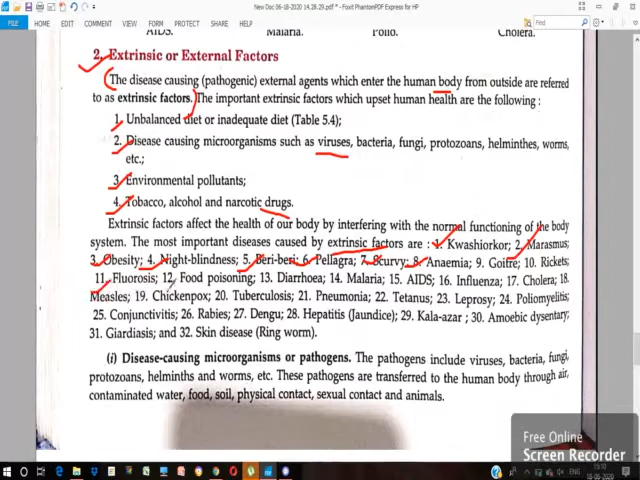 New Doc 06-18-2020 14.28.29.pdf * - Foxit PhantomPDF Express for HP
FILE HOME EDIT COMMENT VIEW FORM PROTECT SHARE HELP Find
AIDS. Malaria. Polio. Cholera.
2. Extrinsic or External Factors
The disease causing (pathogenic) external agents which enter the human body from outside are referred
to as extrinsic factors. The important extrinsic factors which upset human health are the following :
1. Unbalanced diet or inadequate diet (Table 5.4);
2. Disease causing microorganisms such as viruses, bacteria, fungi, protozoans, helminthes, worms,
etc.;
3. Environmental pollutants;
4. Tobacco, alcohol and narcotic drugs.
Extrinsic factors affect the health of our body by interfering with the normal functioning of the body
system. The most important diseases caused by extrinsic factors are : 1. Kwashiorkor; 2. Marasmus;
3. Obesity; 4. Night-blindness; 5. Beri-beri; 6. Pellagra; 7. Scurvy; 8. Anaemia; 9. Goitre; 10. Rickets;
11. Fluorosis; 12. Food poisoning; 13. Diarrhoea; 14. Malaria; 15. AIDS; 16. Influenza; 17. Cholera; 18.
Measles; 19. Chickenpox; 20. Tuberculosis; 21. Pneumonia; 22. Tetanus; 23. Leprosy; 24. Poliomyelitis;
25. Conjunctivitis; 26. Rabies; 27. Dengu; 28. Hepatitis (Jaundice); 29. Kala-azar ; 30. Amoebic dysentary;
31. Giardiasis; and 32. Skin disease (Ring worm).
(i) Disease-causing microorganisms or pathogens. The pathogens include viruses, bacteria, fungi,
protozoans, helminths and worms, etc. These pathogens are transferred to the human body through air,
contaminated water, food, soil, physical contact, sexual contact and animals.
Free Online
Screen Recorder
ENG
15:10
18-06-2020